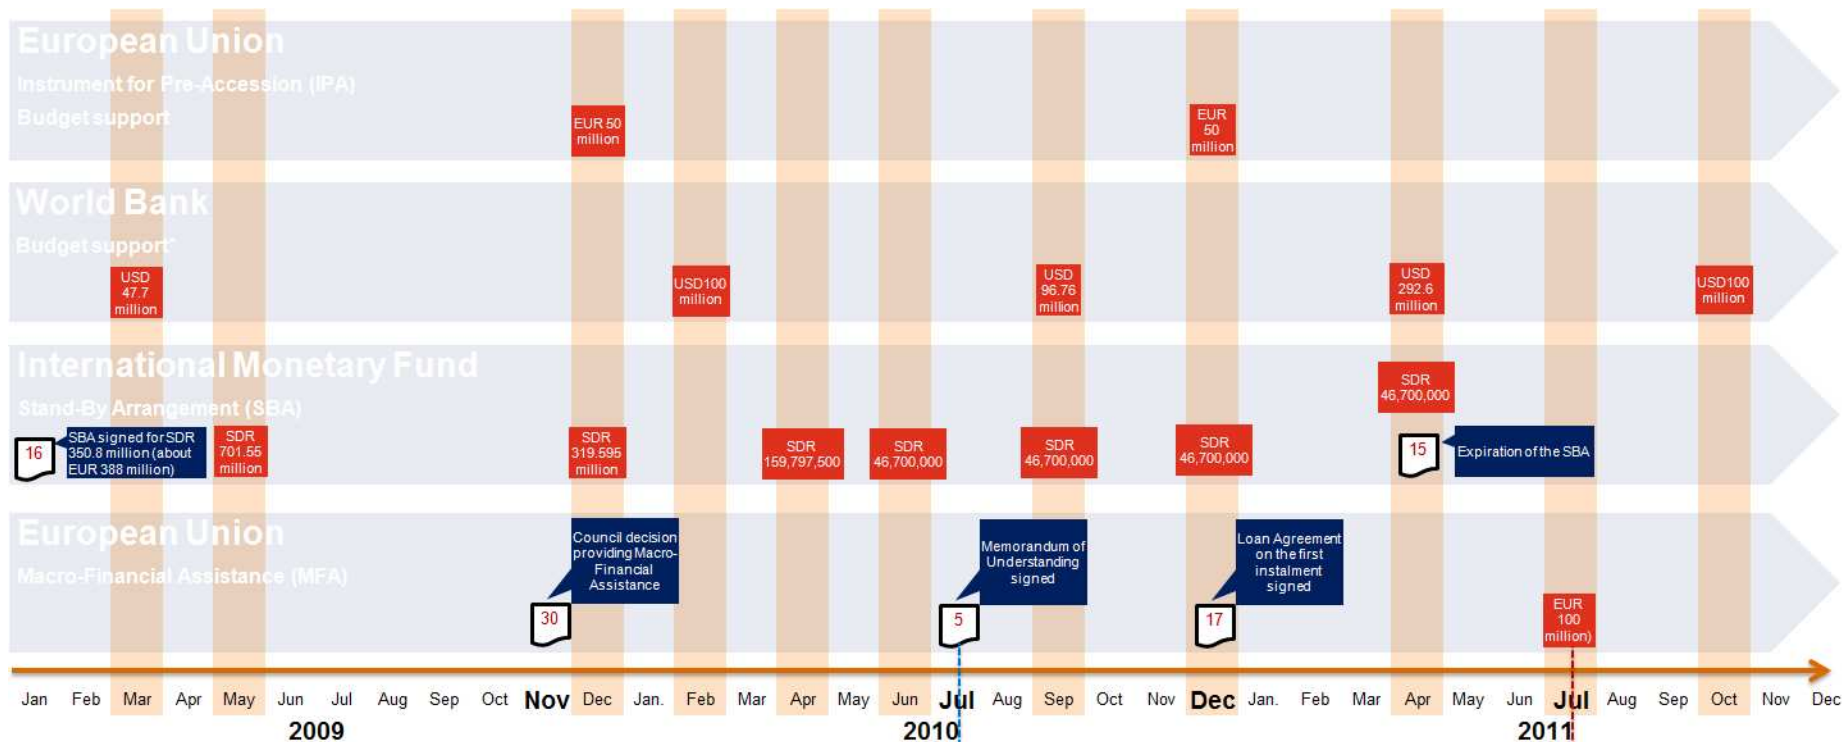 European Union
Instrument for Pre-Accession (IPA)
Budget support
EUR 50
million
EUR
50
million
World Bank
Budget support*
USD
47.7
million
USD100
million
USD
96.76
million
USD
292.6
million
USD100
million
International Monetary Fund
Stand-By Arrangement (SBA)
SDR
46,700,000
16
SBA signed for SDR
350.8 million (about
EUR 388 million)
SDR
701.55
million
SDR
319.595
million
SDR
159,797,500
SDR
46,700,000
SDR
46,700,000
SDR
46,700,000
15
Expiration of the SBA
European Union
Macro-Financial Assistance (MFA)
30
Council decision
providing Macro-
Financial
Assistance
5
Memorandum of
Understanding
signed
17
Loan Agreement
on the first
instalment
signed
EUR
100
million)
Jan Feb Mar Apr May Jun Jul Aug Sep Oct Nov Dec Jan. Feb Mar Apr May Jun Jul Aug Sep Oct Nov Dec Jan. Feb Mar Apr May Jun Jul Aug Sep Oct Nov Dec
2009 2010 2011